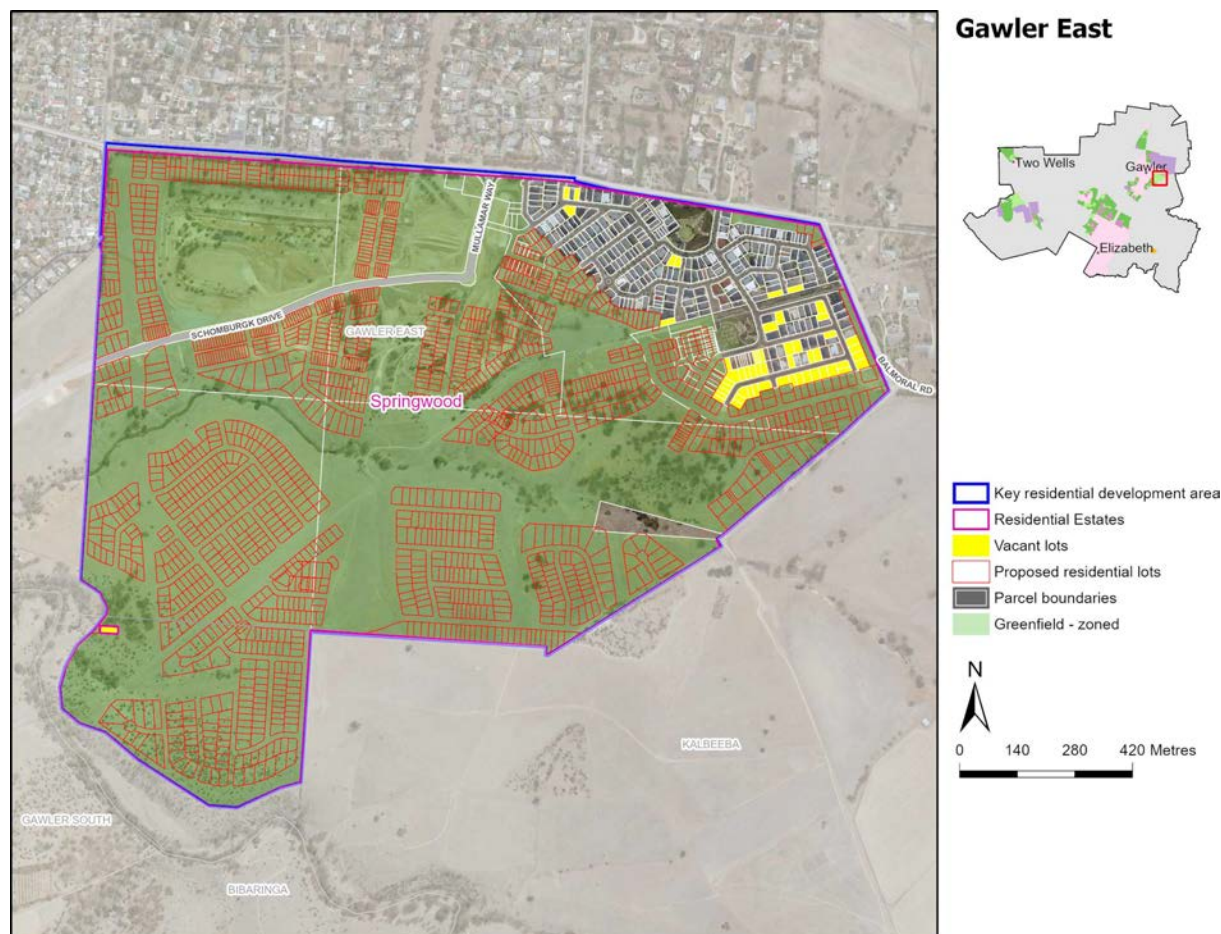 Gawler East
Two Wells
Gawler
Elizabeth
MULLAMAR WAY
SCHOMBURGK DRIVE
GAWLER EAST
Springwood
BALMORAL RD
KALBEEBA
GAWLER SOUTH
BIBARINGA
Key residential development area
Residential Estates
Vacant lots
Proposed residential lots
Parcel boundaries
Greenfield - zoned
N
0 140 280 420 Metres